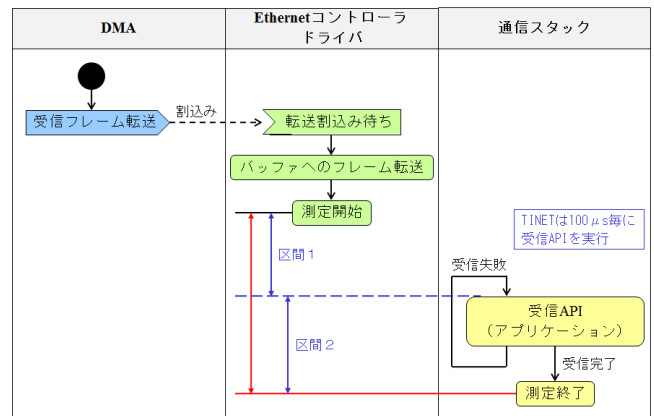 DMA
Ethernetコントローラ
ドライバ
通信スタック
受信フレーム転送
割込み
転送割込み待ち
バッファへのフレーム転送
測定開始
TINETは100μs毎に
受信APIを実行
区間1
受信失敗
受信API
(アプリケーション)
区間2
受信完了
測定終了